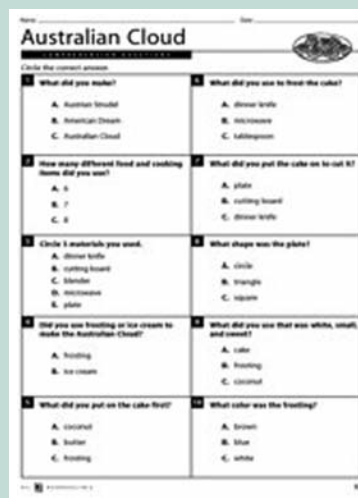 Name: Date:
Australian Cloud
COMPREHENSION QUESTIONS
Circle the correct answer.
1 What did you make?
A. Austrian Strudel
B. American Dream
C. Australian Cloud
2 How many different food and cooking
items did you use?
A. 6
B. 7
C. 8
3 Circle 5 materials you used.
A. dinner knife
B. cutting board
C. blender
D. microwave
E. plate
4 Did you use frosting or ice cream to
make the Australian Cloud?
A. frosting
B. ice cream
5 What did you put on the cake first?
A. coconut
B. butter
C. frosting
6 What did you use to frost the cake?
A. dinner knife
B. microwave
C. tablespoon
7 What did you put the cake on to cut it?
A. plate
B. cutting board
C. dinner knife
8 What shape was the plate?
A. circle
B. triangle
C. square
9 What did you use that was white, small,
and sweet?
A. cake
B. frosting
C. coconut
10 What color was the frosting?
A. brown
B. blue
C. white